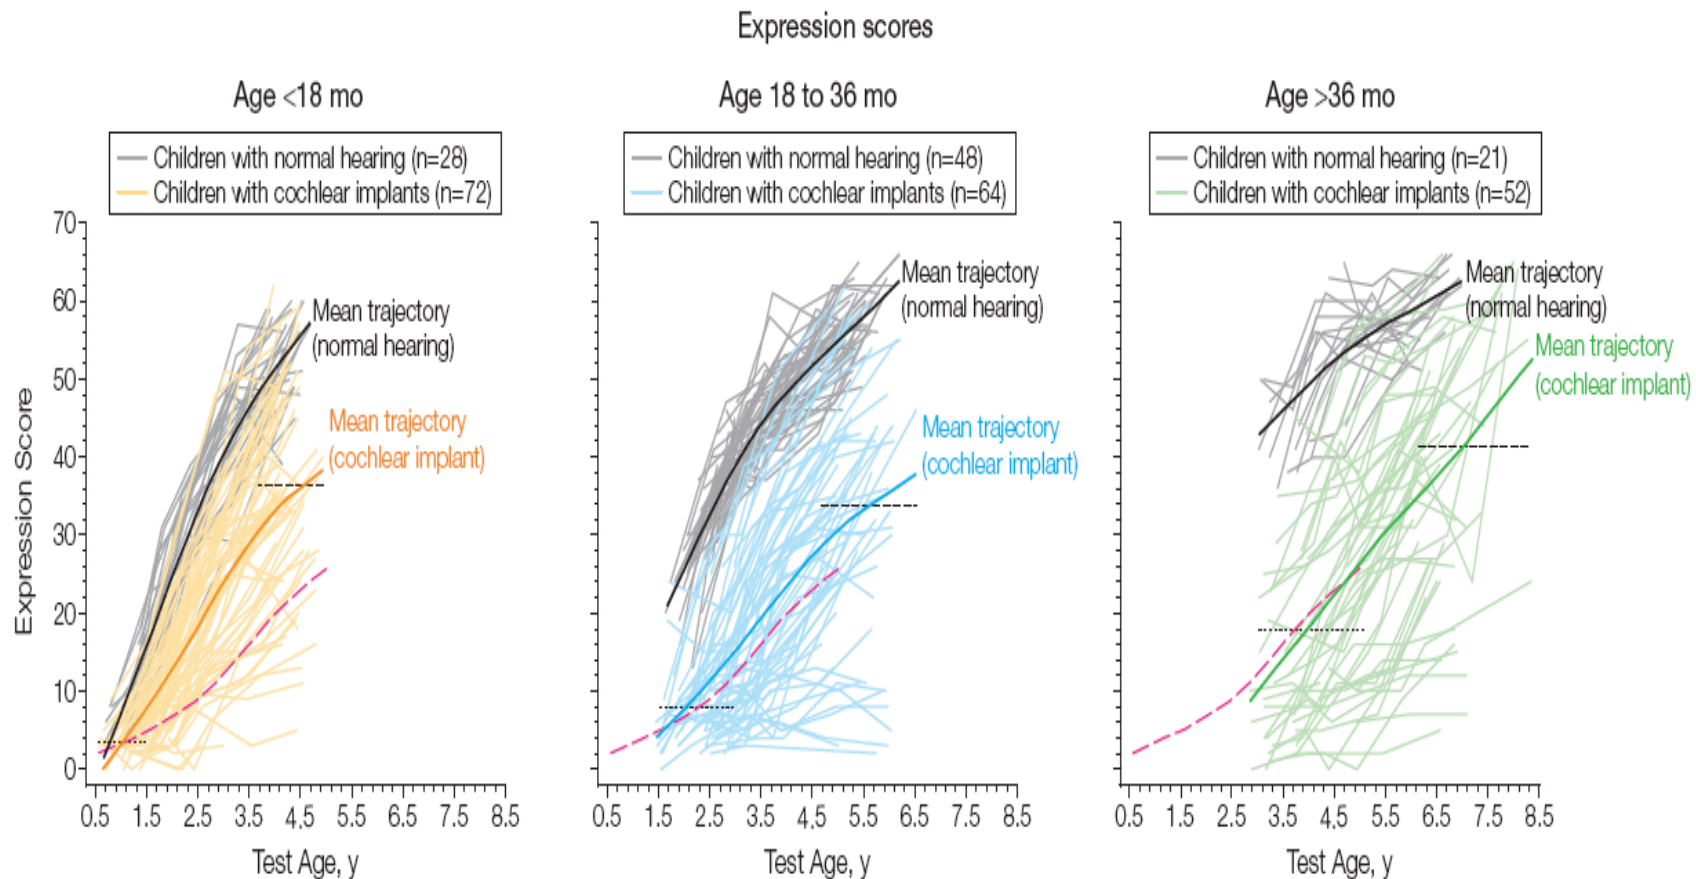 Expression scores
Age <18 mo
Children with normal hearing (n=28)
Children with cochlear implants (n=72)
Age 18 to 36 mo
Children with normal hearing (n=48)
Children with cochlear implants (n=64)
Age >36 mo
Children with normal hearing (n=21)
Children with cochlear implants (n=52)
Expression Score
70
60
50
40
30
20
10
0
Mean trajectory
(normal hearing)
Mean trajectory
(cochlear implant)
0.5 1.5 2.5 3.5 4.5 5.5 6.5 7.5 8.5
Test Age, y
Mean trajectory
(normal hearing)
Mean trajectory
(cochlear implant)
0.5 1.5 2.5 3.5 4.5 5.5 6.5 7.5 8.5
Test Age, y
Mean trajectory
(normal hearing)
Mean trajectory
(cochlear implant)
0.5 1.5 2.5 3.5 4.5 5.5 6.5 7.5 8.5
Test Age, y